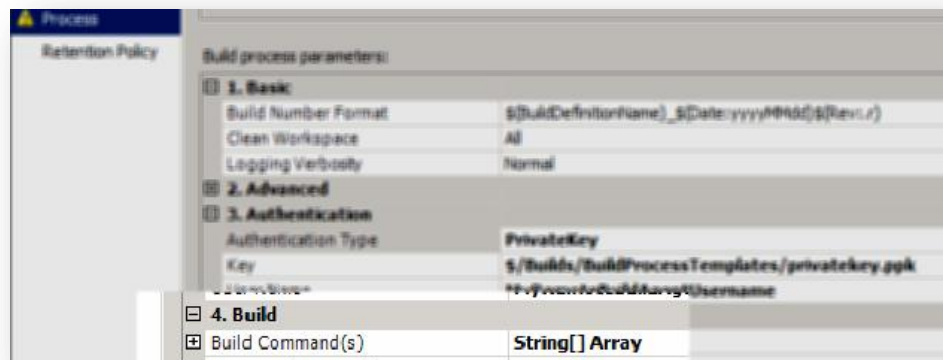 Process
Retention Policy
Build process parameters:
1. Basic
Build Number Format $(BuildDefinitionName)_$(Date:yyyyMMdd)$(Rev:.r)
Clean Workspace All
Logging Verbosity Normal
2. Advanced
3. Authentication
Authentication Type PrivateKey
Key $/Builds/BuildProcessTemplates/privatekey.ppk
4. Build
Build Command(s) String[] Array